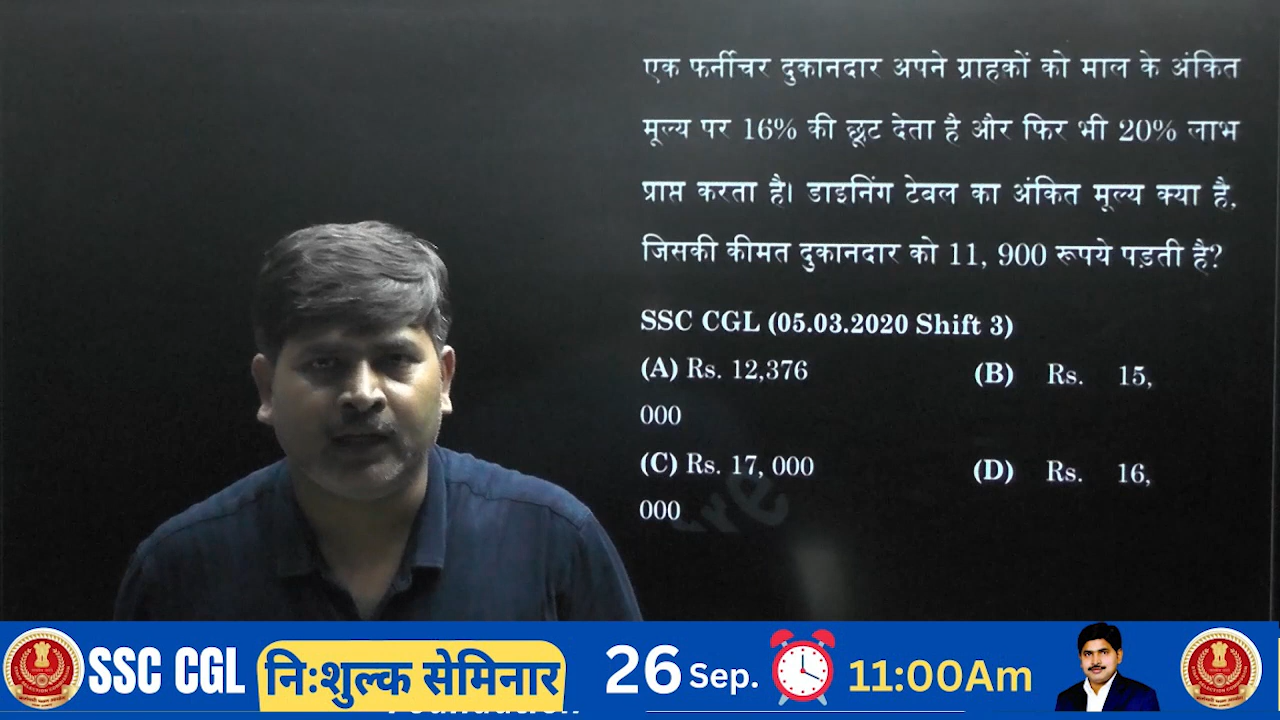 एक फर्नीचर दुकानदार अपने ग्राहकों को माल के अंकित
मूल्य पर 16% की छूट देता है और फिर भी 20% लाभ
प्राप्त करता है। डाइनिंग टेबल का अंकित मूल्य क्या है,
जिसकी कीमत दुकानदार को 11, 900 रूपये पड़ती है?
SSC CGL (05.03.2020 Shift 3)
(A) Rs. 12,376 (B) Rs. 15,
000
(C) Rs. 17, 000 (D) Rs. 16,
000
SSC CGL निःशुल्क सेमिनार 26 Sep. 11:00Am